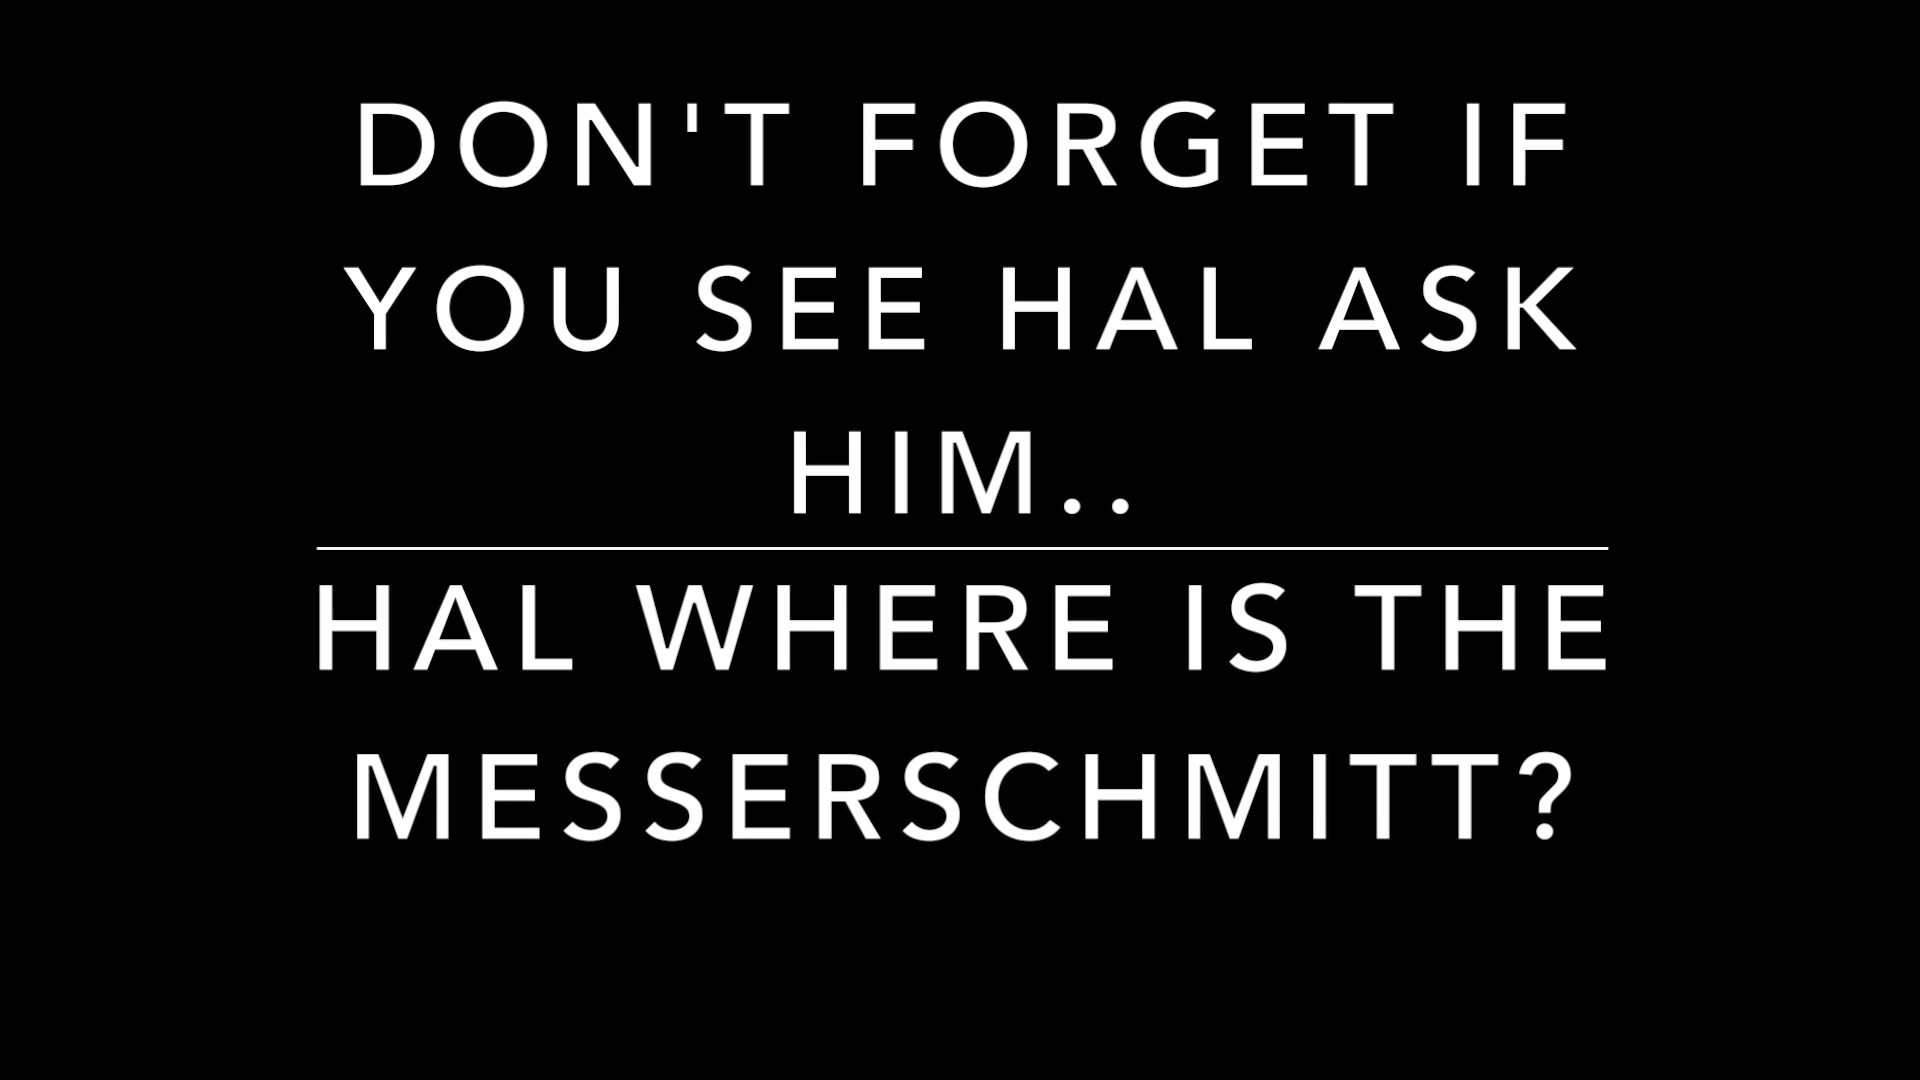 DON'T FORGET IF
YOU SEE HAL ASK
HIM..
HAL WHERE IS THE
MESSERSCHMITT?